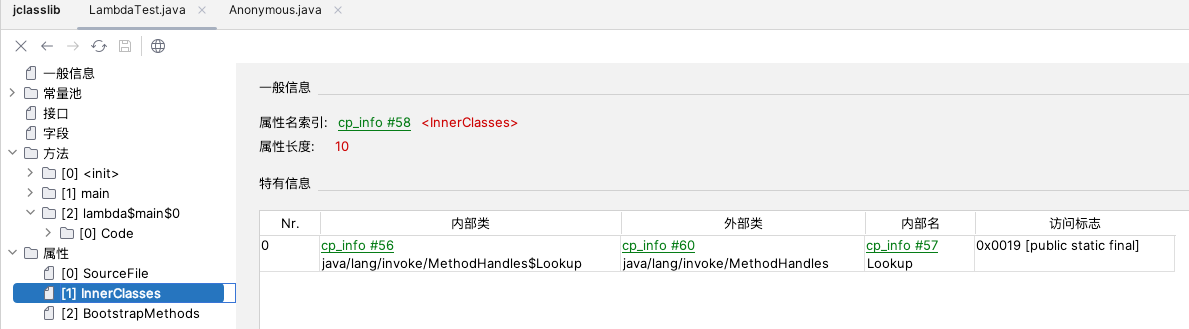 jclasslib LambdaTest.java Anonymous.java
一般信息
常量池
接口
字段
方法
[0] <init>
[1] main
[2] lambda$main$0
[0] Code
属性
[0] SourceFile
[1] InnerClasses
[2] BootstrapMethods
一般信息
属性名索引: cp_info #58 <InnerClasses>
属性长度: 10
特有信息
Nr. 内部类 外部类 内部名 访问标志
0 cp_info #56 cp_info #60 cp_info #57 0x0019 [public static final]
java/lang/invoke/MethodHandles$Lookup java/lang/invoke/MethodHandles Lookup